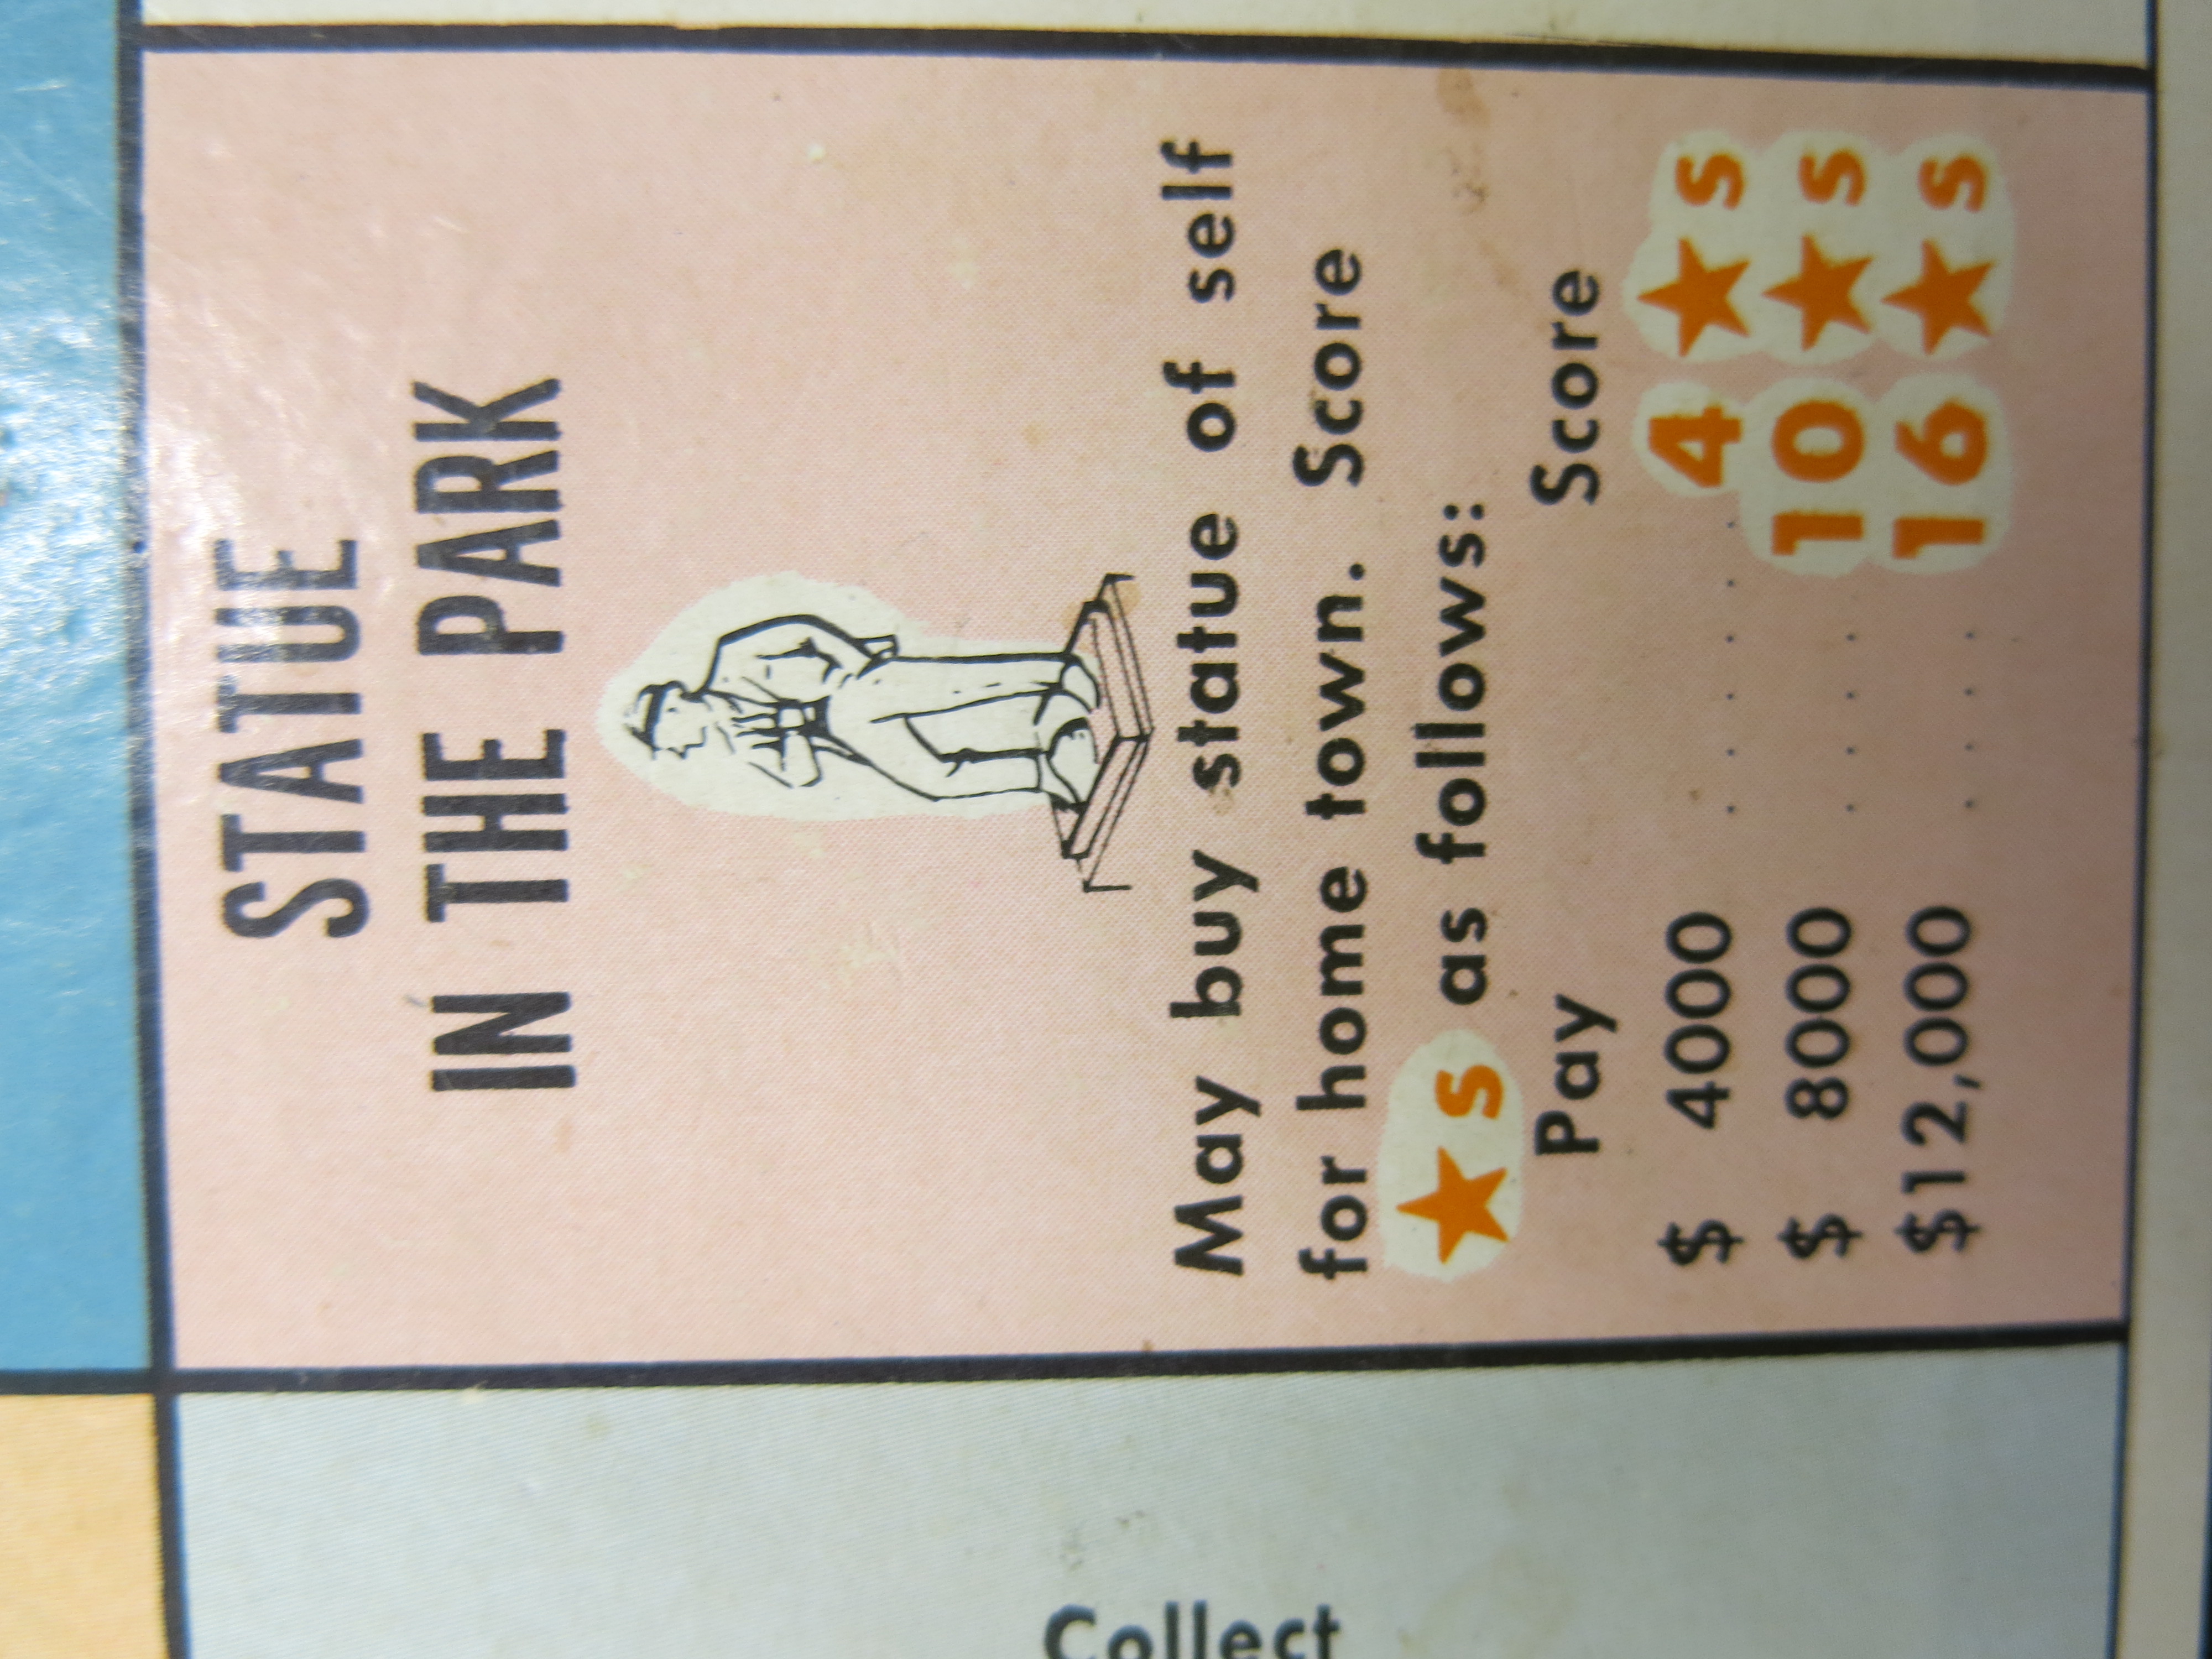 STATUE
IN THE PARK
May buy statue of self
for home town. Score
★s as follows:
Pay Score
$ 4000 . . . . . . 4 ★s
$ 8000 . . . . 10 ★s
$12,000 . . . . 16 ★s
Collect